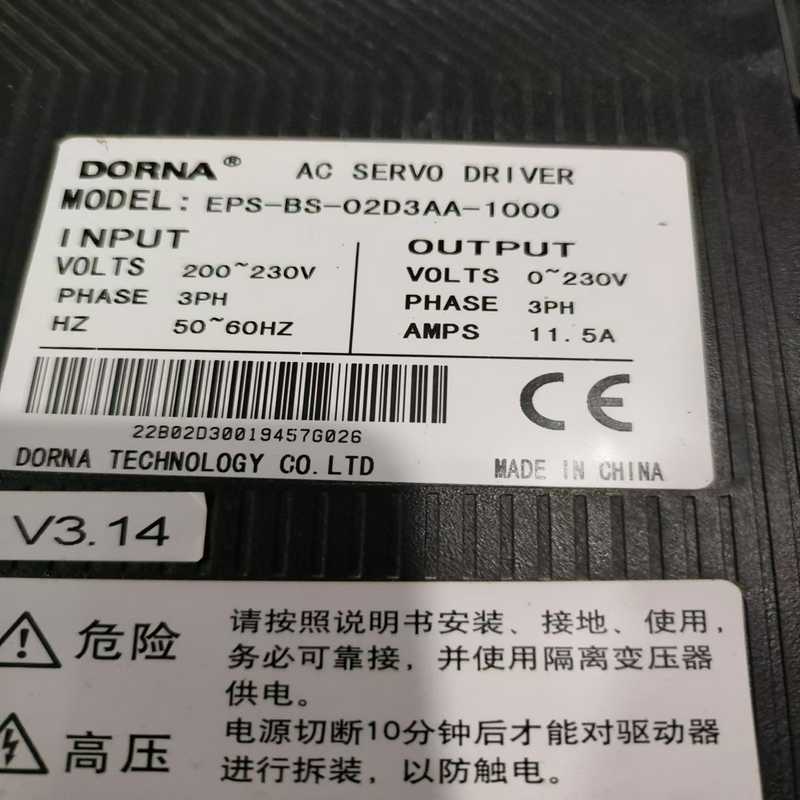 DORNA® AC SERVO DRIVER
MODEL: EPS-BS-02D3AA-1000
INPUT
VOLTS 200~230V
PHASE 3PH
HZ 50~60HZ
OUTPUT
VOLTS 0~230V
PHASE 3PH
AMPS 11.5A
22B02D30019457G026
CE
DORNA TECHNOLOGY CO.LTD
MADE IN CHINA
V3.14
危险
请按照说明书安装、接地、使用,
务必可靠接,并使用隔离变压器
供电。
高压
电源切断10分钟后才能对驱动器
进行拆装,以防触电。